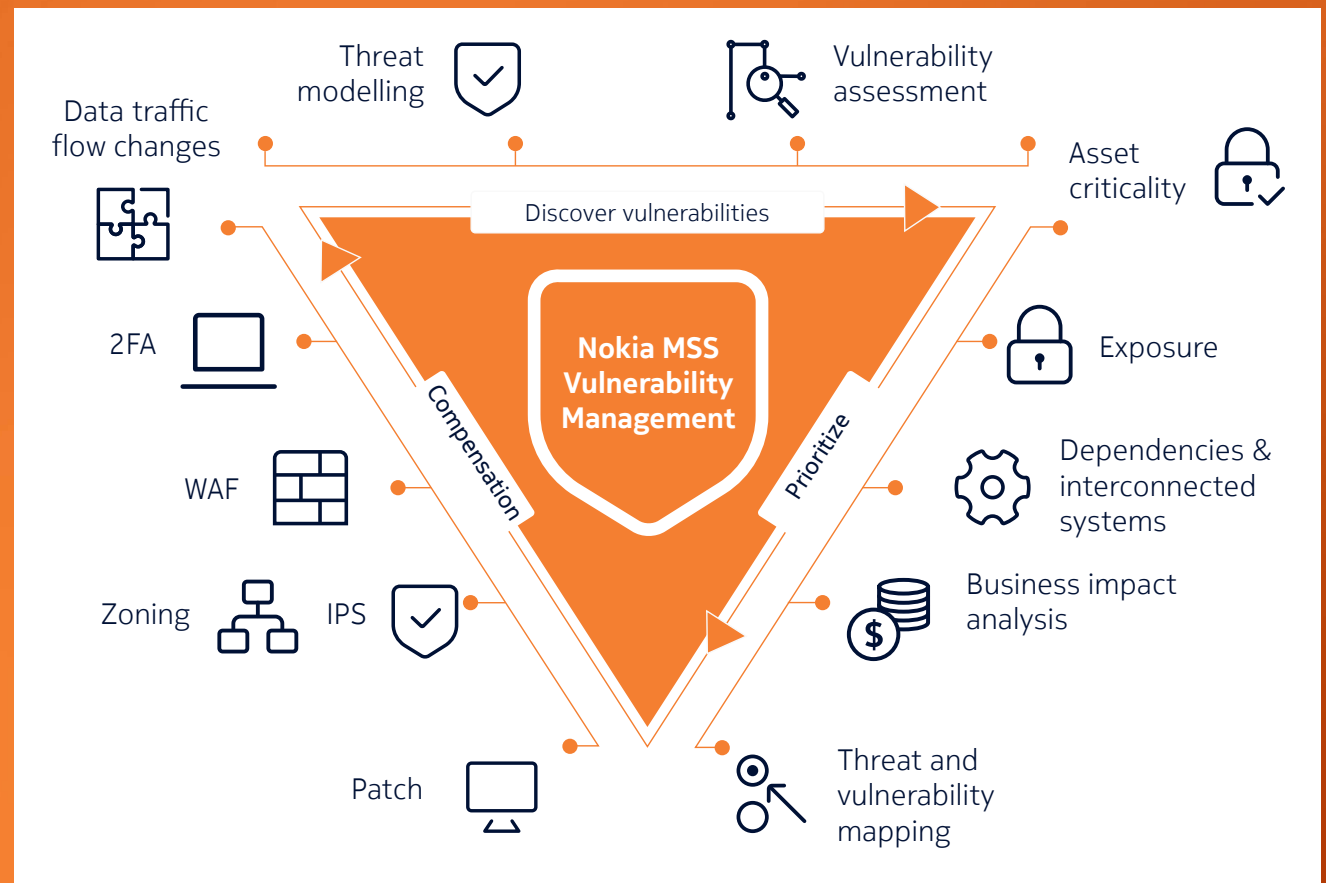 Threat
modelling
Vulnerability
assessment
Data traffic
flow changes
Asset
criticality
Discover vulnerabilities
Nokia MSS
Vulnerability
Management
2FA
Exposure
Compensation
Prioritize
WAF
Dependencies &
interconnected
systems
Zoning
IPS
Business impact
analysis
$
Patch
Threat and
vulnerability
mapping